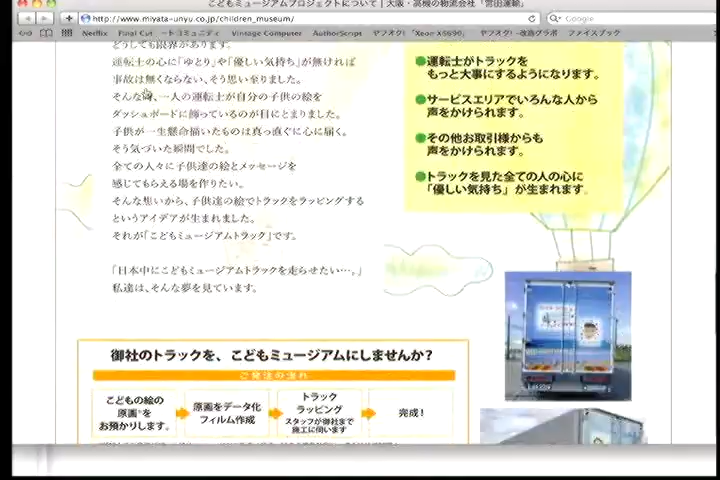 こどもミュージアムプロジェクトについて | 大阪・高槻の物流会社「宮田運輸」
http://www.miyata-unyu.co.jp/children_museum/
Google
Netflix
Final Cut
Vintage Computer
ヤフオク!
ヤフオク!
ファイスブック
どうしても限界があります。
運転士の心に「ゆとり」や「優しい気持ち」が無ければ
事故は無くならない、そう思い至りました。
そんな時、一人の運転士が自分の子供の絵を
ダッシュボードに飾っているのが目にとまりました。
子供が一生懸命描いたものは真っ直ぐに心に届く。
そう気づいた瞬間でした。
全ての人々に子供達の絵とメッセージを
感じてもらえる場を作りたい。
そんな想いから、子供達の絵でトラックをラッピングする
というアイデアが生まれました。
それが「こどもミュージアムトラック」です。
「日本中にこどもミュージアムトラックを走らせたい…。」
私達は、そんな夢を見ています。
●運転士がトラックを
もっと大事にするようになります。
●サービスエリアでいろんな人から
声をかけられます。
●その他お取引様からも
声をかけられます。
●トラックを見た全ての人の心に
「優しい気持ち」が生まれます。
御社のトラックを、こどもミュージアムにしませんか?
ご発注の流れ
こどもの絵の
原画※を
お預かりします。
原画をデータ化
フィルム作成
トラック
ラッピング
スタッフが御社まで
施工に伺います
完成!